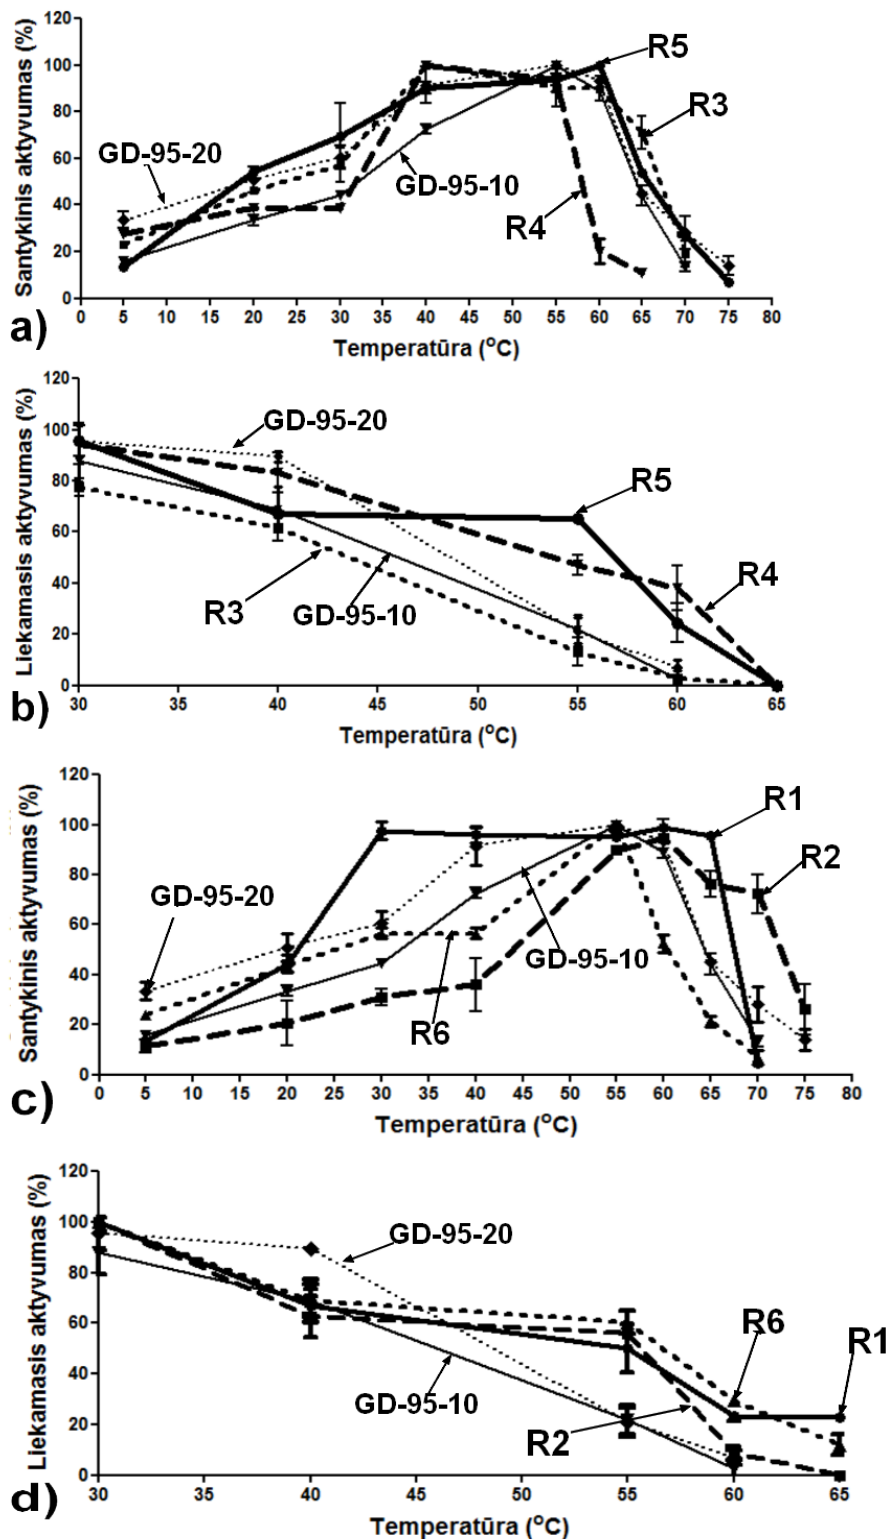 120
100
80
60
40
20
0
Santykinis aktyvumas (%)
GD-95-20
R5
R3
GD-95-10
R4
0 5 10 15 20 25 30 35 40 45 50 55 60 65 70 75 80
Temperatūra (°C)
a)
120
100
80
60
40
20
0
Liekamasis aktyvumas (%)
GD-95-20
R5
R4
R3
GD-95-10
30 35 40 45 50 55 60 65
Temperatūra (°C)
b)
120
100
80
60
40
20
0
Santykinis aktyvumas (%)
R1
R2
GD-95-20
GD-95-10
R6
0 5 10 15 20 25 30 35 40 45 50 55 60 65 70 75 80
Temperatūra (°C)
c)
120
100
80
60
40
20
0
Liekamasis aktyvumas (%)
GD-95-20
R6
R1
GD-95-10
R2
30 35 40 45 50 55 60 65
Temperatūra (°C)
d)